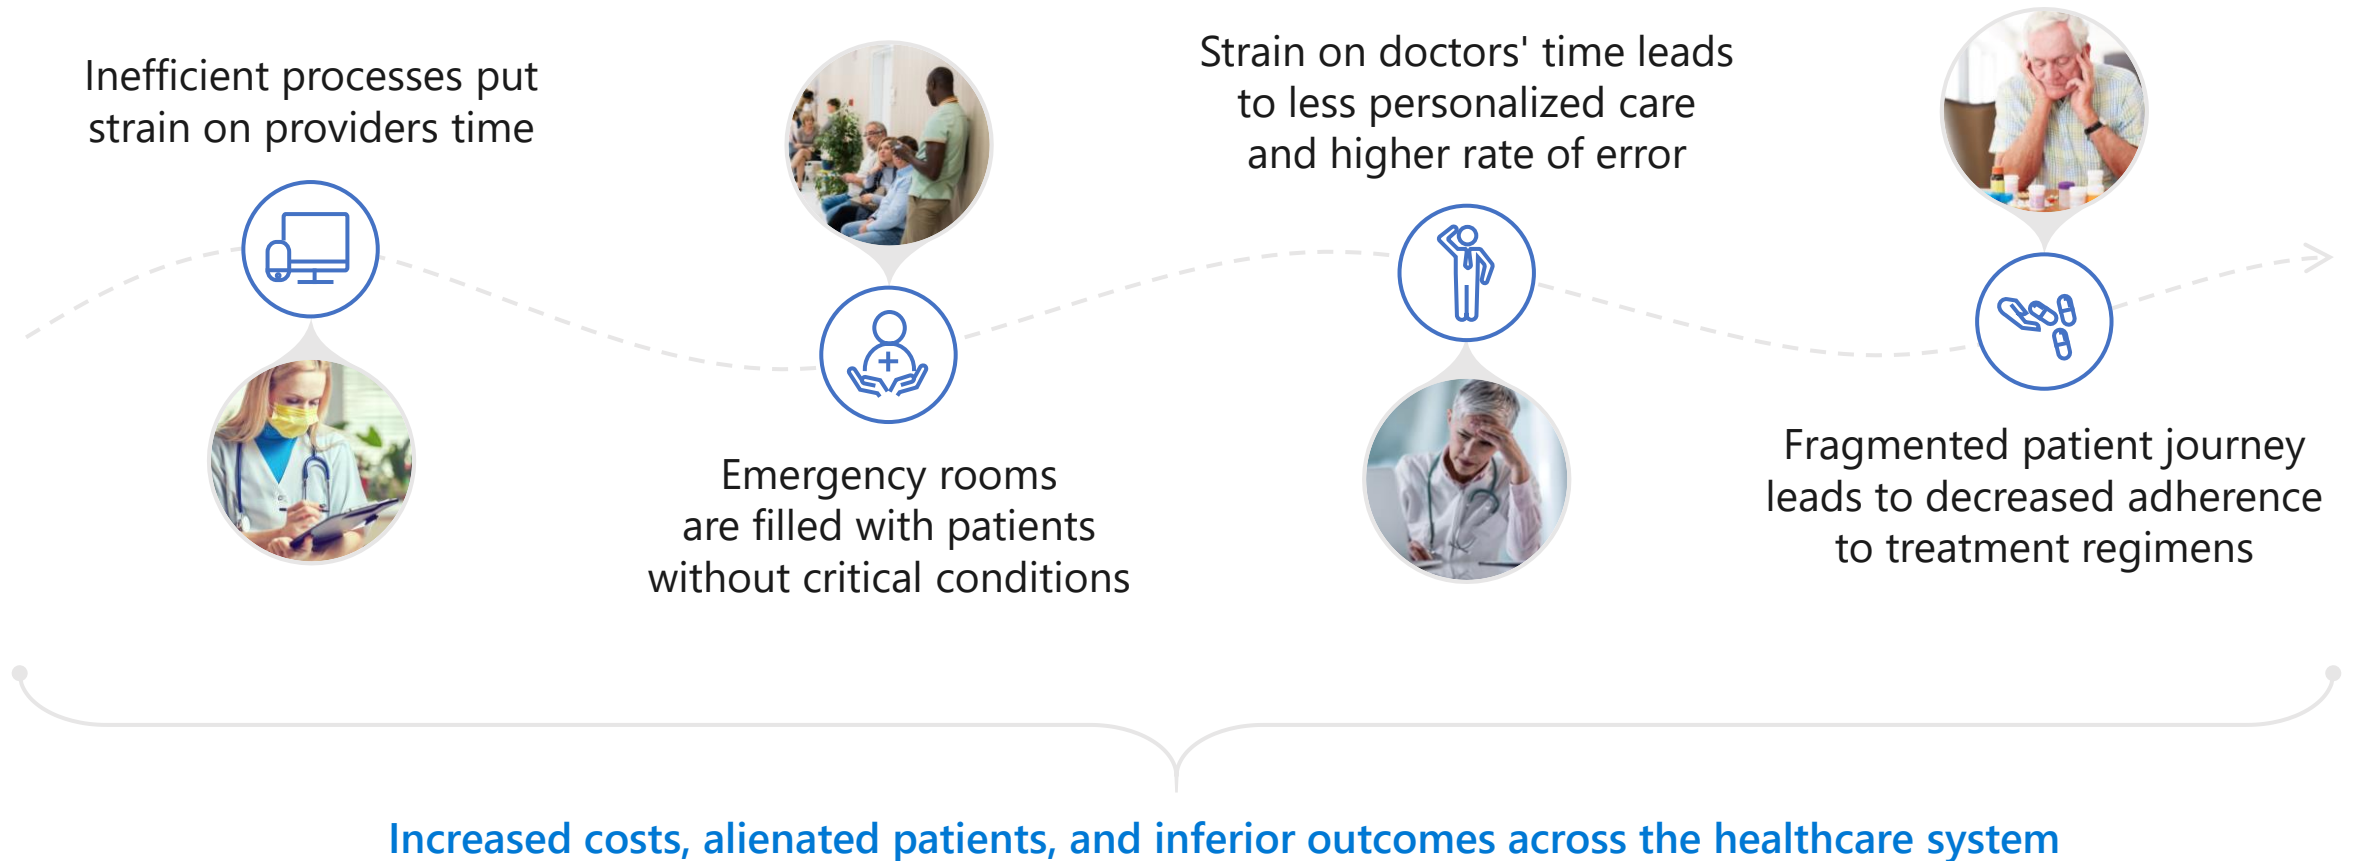 Inefficient processes put
strain on providers time
Emergency rooms
are filled with patients
without critical conditions
Strain on doctors' time leads
to less personalized care
and higher rate of error
Fragmented patient journey
leads to decreased adherence
to treatment regimens
Increased costs, alienated patients, and inferior outcomes across the healthcare system